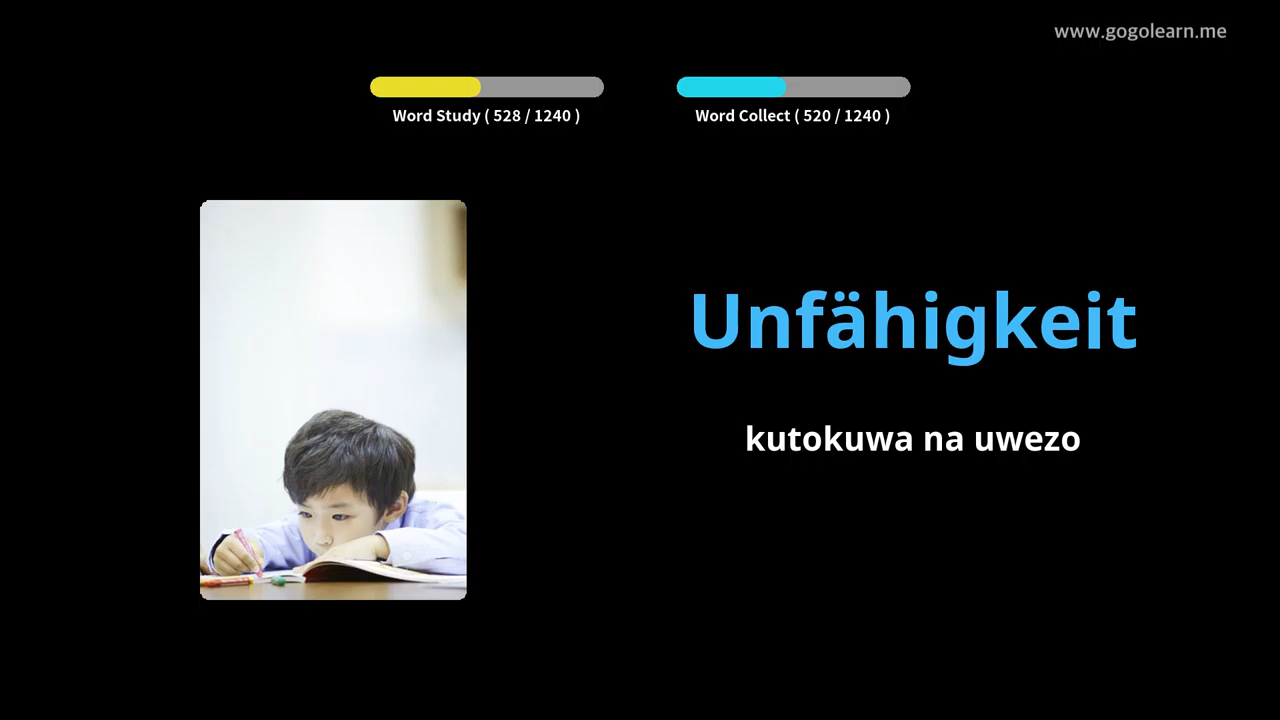 www.gogolearn.me
Word Study ( 528 / 1240 )
Word Collect ( 520 / 1240 )
Unfähigkeit
kutokuwa na uwezo